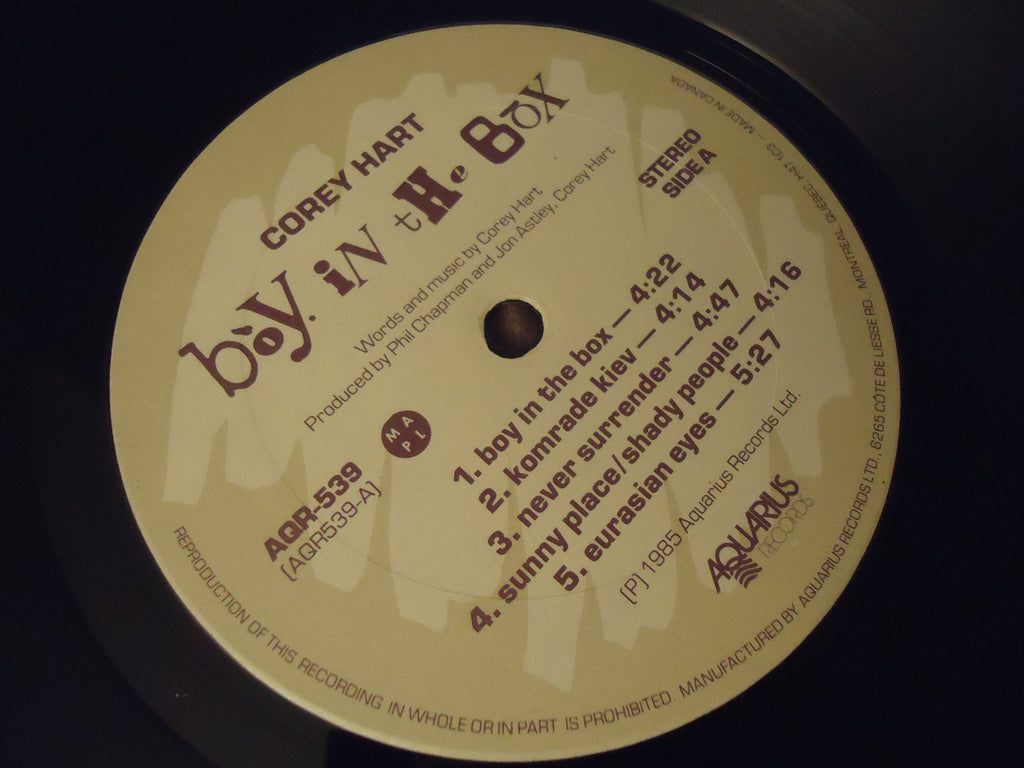 COREY HART
boy. iN tHe BoX
Words and music by Corey Hart
Produced by Phil Chapman and Jon Astley, Corey Hart
STEREO
SIDE A
MAPL
AQR-539
[AQR539-A]
1. boy in the box — 4:22
2. komrade kiev — 4:14
3. never surrender — 4:47
4. sunny place/shady people — 4:16
5. eurasian eyes — 5:27
[P] 1985 Aquarius Records Ltd.
AQUARIUS
RECORDS
REPRODUCTION OF THIS RECORDING IN WHOLE OR IN PART IS PROHIBITED. MANUFACTURED BY AQUARIUS RECORDS LTD., 6265 CÔTE DE LIESSE RD., MONTREAL, QUEBEC, H4T 1C3 — MADE IN CANADA